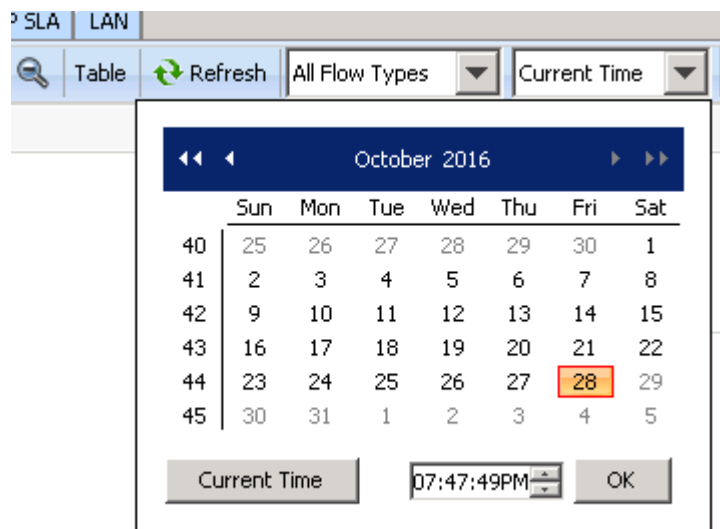 P SLA LAN
Table Refresh All Flow Types Current Time
October 2016
Sun Mon Tue Wed Thu Fri Sat
40 25 26 27 28 29 30 1
41 2 3 4 5 6 7 8
42 9 10 11 12 13 14 15
43 16 17 18 19 20 21 22
44 23 24 25 26 27 28 29
45 30 31 1 2 3 4 5
Current Time 07:47:49PM OK